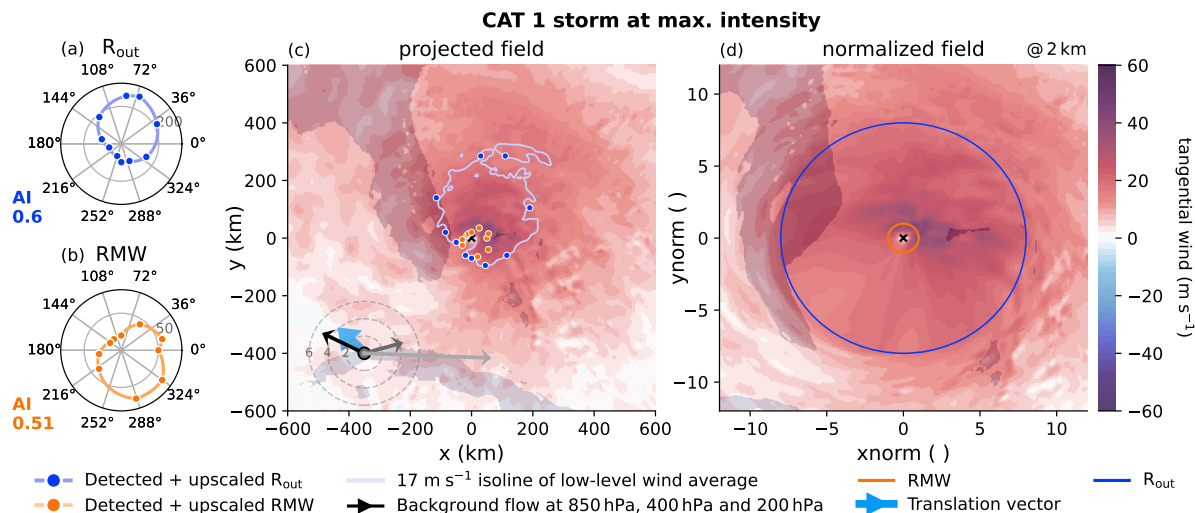 CAT 1 storm at max. intensity
(a) R_out
108° 72°
144° 36°
200
180° 0°
216° 324°
252° 288°
AI
0.6
(b) RMW
108° 72°
144° 36°
50
180° 0°
216° 324°
252° 288°
AI
0.51
(c) projected field
600
400
200
0
−200
−400
−600
y (km)
6 4 2
−600 −400 −200 0 200 400 600
x (km)
(d) normalized field @ 2 km
10
5
0
−5
−10
ynorm ( )
−10 −5 0 5 10
xnorm ( )
60
40
20
0
−20
−40
−60
tangential wind (m s⁻¹)
Detected + upscaled R_out
Detected + upscaled RMW
17 m s⁻¹ isoline of low-level wind average
Background flow at 850 hPa, 400 hPa and 200 hPa
RMW
Translation vector
R_out